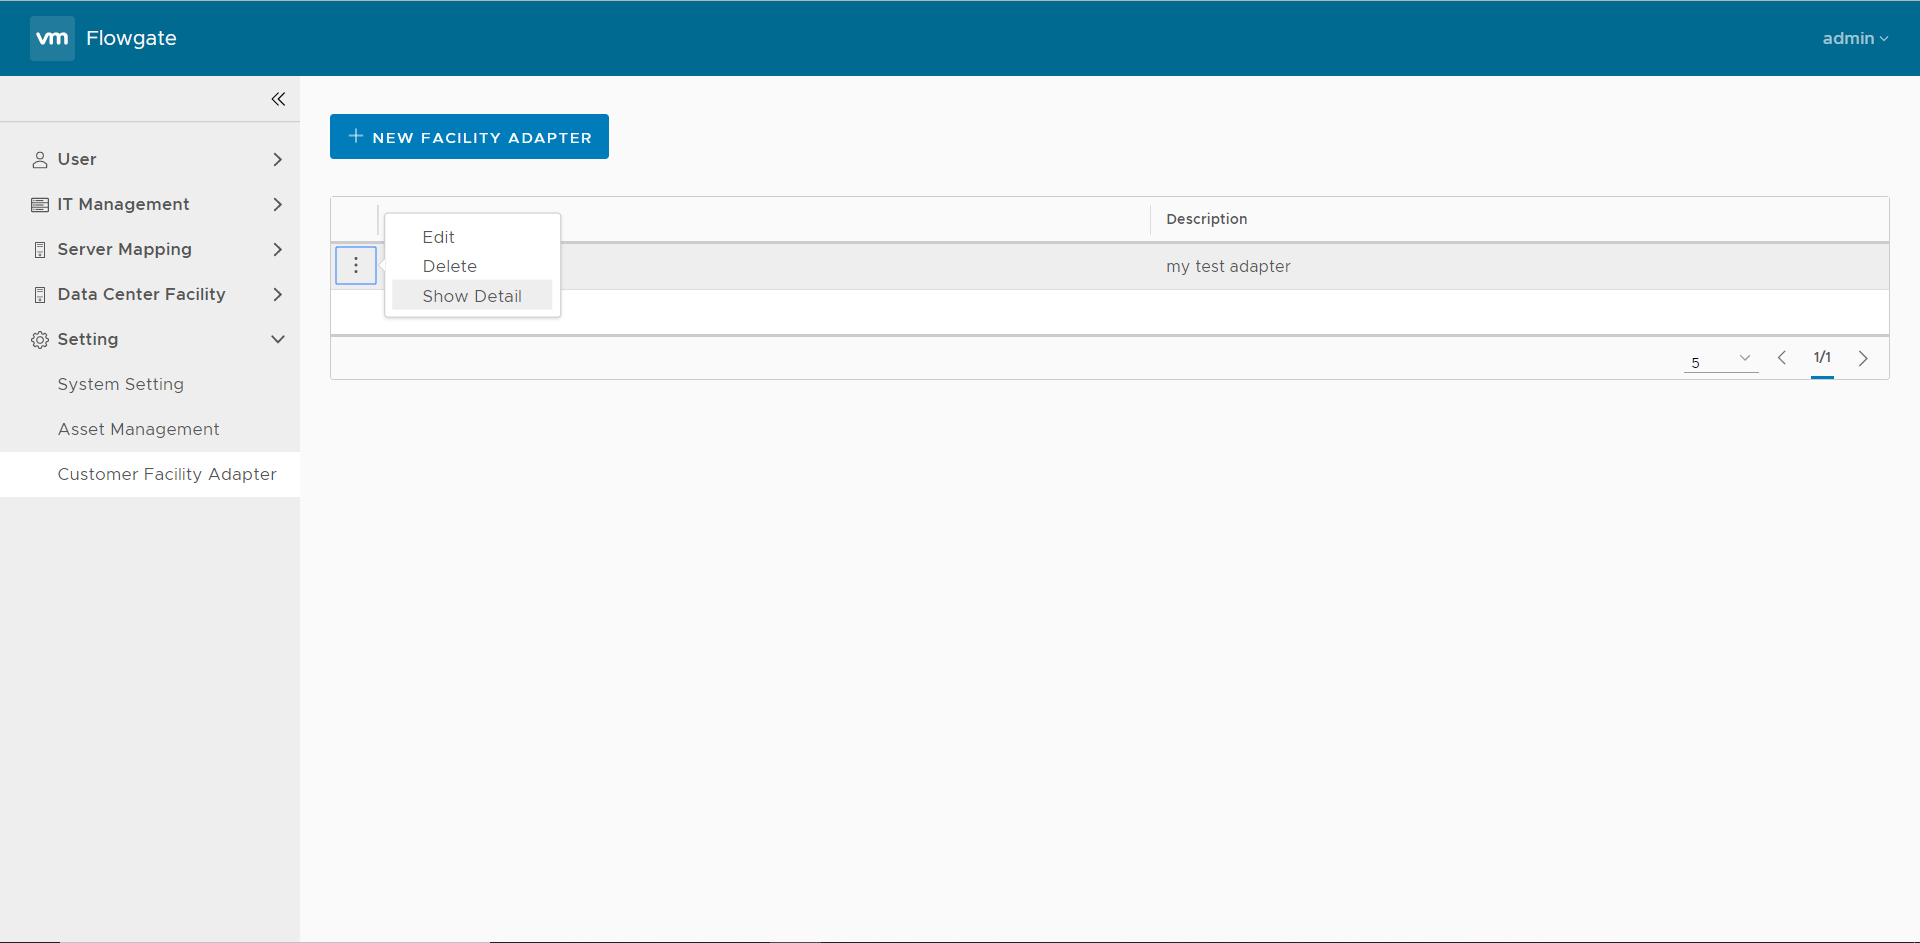 vm Flowgate
admin
NEW FACILITY ADAPTER
User
IT Management
Server Mapping
Data Center Facility
Setting
System Setting
Asset Management
Customer Facility Adapter
Description
Edit
Delete
Show Detail
my test adapter
5
1/1